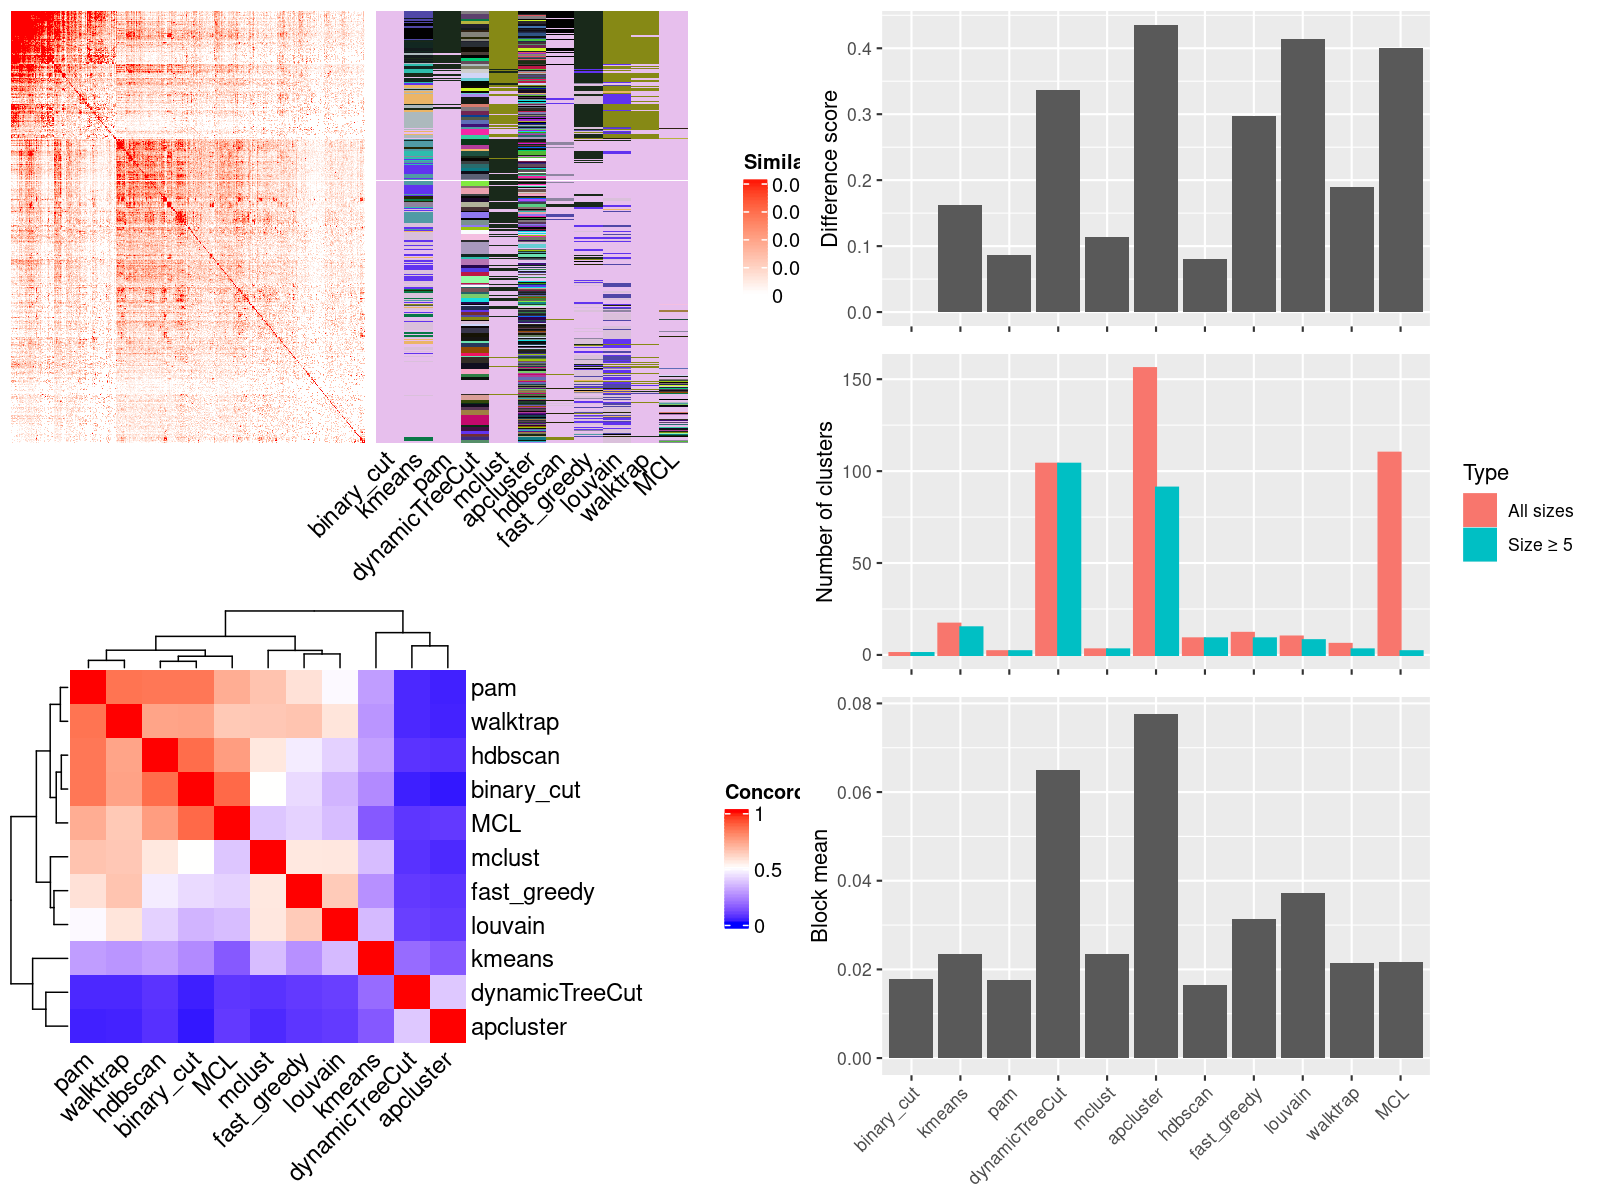 Simila
0.0
0.0
0.0
0.0
0
binary_cut
kmeans
pam
dynamicTreeCut
mclust
apcluster
hdbscan
fast_greedy
louvain
walktrap
MCL
pam
walktrap
hdbscan
binary_cut
MCL
mclust
fast_greedy
louvain
kmeans
dynamicTreeCut
apcluster
pam
walktrap
hdbscan
binary_cut
MCL
mclust
fast_greedy
louvain
kmeans
dynamicTreeCut
apcluster
Concord
1
0.5
0
Difference score
0.4
0.3
0.2
0.1
0.0
Number of clusters
150
100
50
0
Type
All sizes
Size ≥ 5
Block mean
0.08
0.06
0.04
0.02
0.00
binary_cut
kmeans
pam
dynamicTreeCut
mclust
apcluster
hdbscan
fast_greedy
louvain
walktrap
MCL